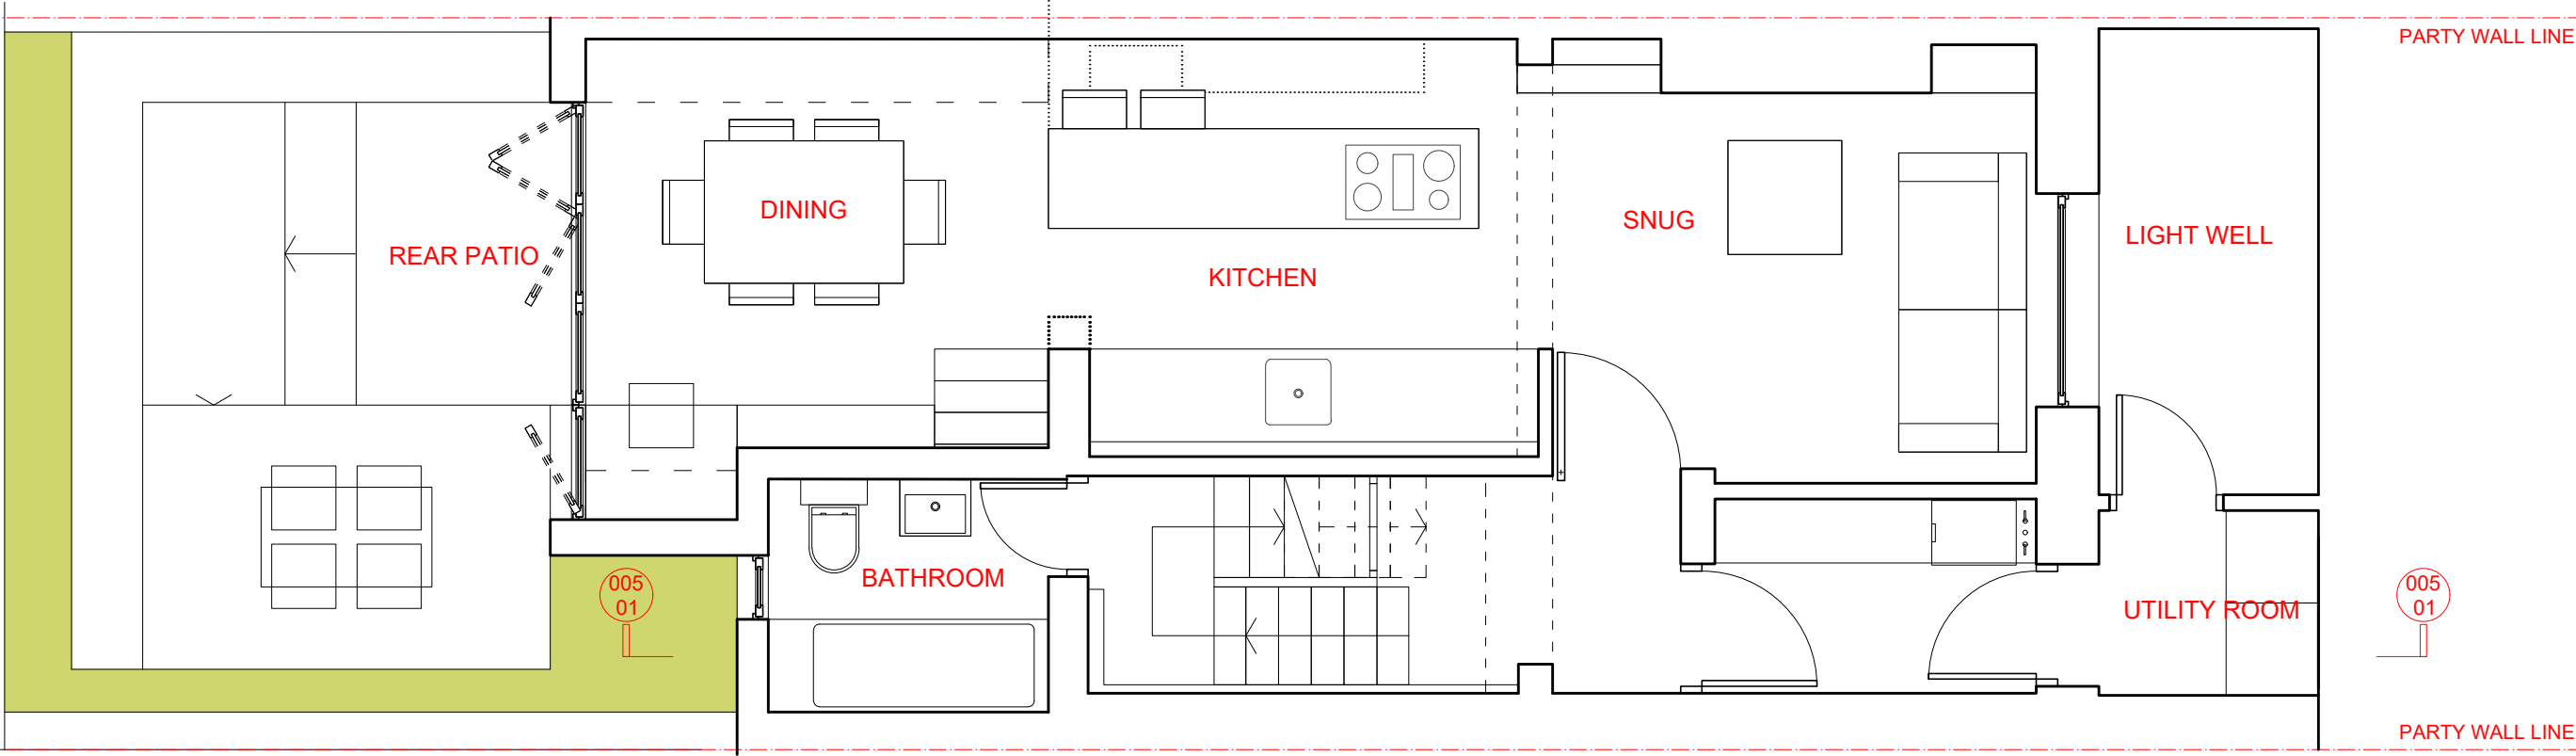 PARTY WALL LINE
DINING
SNUG
LIGHT WELL
REAR PATIO
KITCHEN
BATHROOM
005
01
UTILITY ROOM
005
01
PARTY WALL LINE